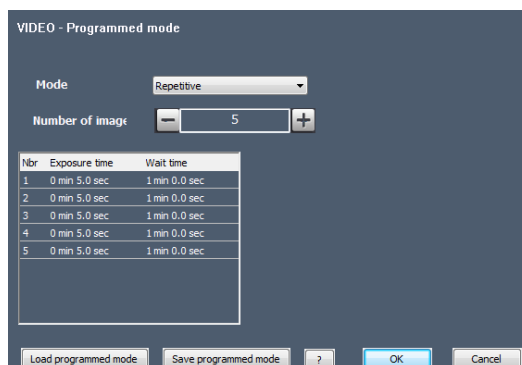 VIDEO - Programmed mode
Mode
Repetitive
Number of image
5
Nbr Exposure time Wait time
1 0 min 5.0 sec 1 min 0.0 sec
2 0 min 5.0 sec 1 min 0.0 sec
3 0 min 5.0 sec 1 min 0.0 sec
4 0 min 5.0 sec 1 min 0.0 sec
5 0 min 5.0 sec 1 min 0.0 sec
Load programmed mode Save programmed mode ? OK Cancel